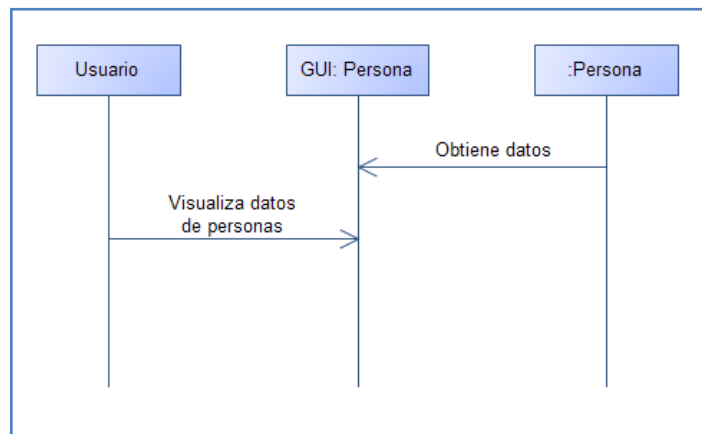 Usuario
GUI: Persona
:Persona
Obtiene datos
Visualiza datos
de personas